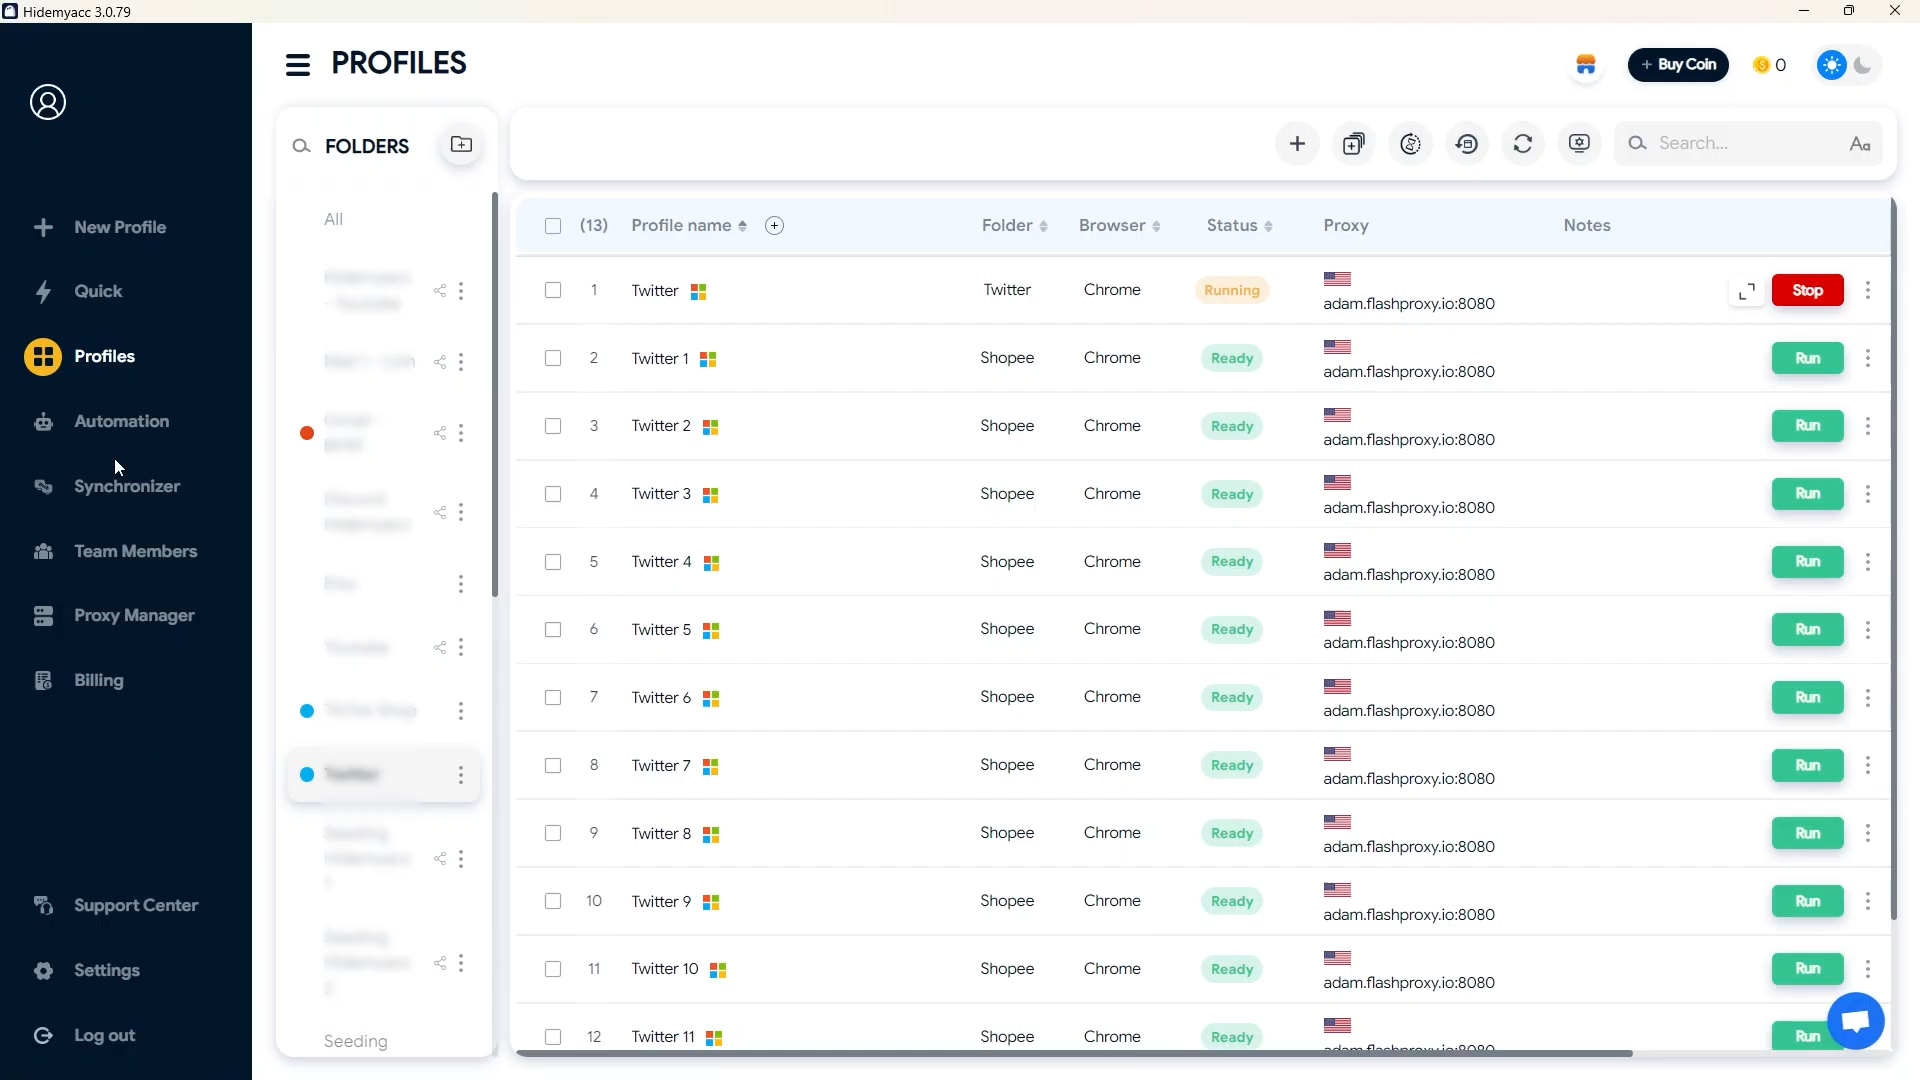 Hidemyacc 3.0.79
PROFILES
+ Buy Coin
0
New Profile
Quick
Profiles
Automation
Synchronizer
Team Members
Proxy Manager
Billing
Support Center
Settings
Log out
FOLDERS
All
Seeding
Search...
Aa
(13) Profile name Folder Browser Status Proxy Notes
1 Twitter Twitter Chrome Running adam.flashproxy.io:8080 Stop
2 Twitter 1 Shopee Chrome Ready adam.flashproxy.io:8080 Run
3 Twitter 2 Shopee Chrome Ready adam.flashproxy.io:8080 Run
4 Twitter 3 Shopee Chrome Ready adam.flashproxy.io:8080 Run
5 Twitter 4 Shopee Chrome Ready adam.flashproxy.io:8080 Run
6 Twitter 5 Shopee Chrome Ready adam.flashproxy.io:8080 Run
7 Twitter 6 Shopee Chrome Ready adam.flashproxy.io:8080 Run
8 Twitter 7 Shopee Chrome Ready adam.flashproxy.io:8080 Run
9 Twitter 8 Shopee Chrome Ready adam.flashproxy.io:8080 Run
10 Twitter 9 Shopee Chrome Ready adam.flashproxy.io:8080 Run
11 Twitter 10 Shopee Chrome Ready adam.flashproxy.io:8080 Run
12 Twitter 11 Shopee Chrome Ready adam.flashproxy.io:8080 Run